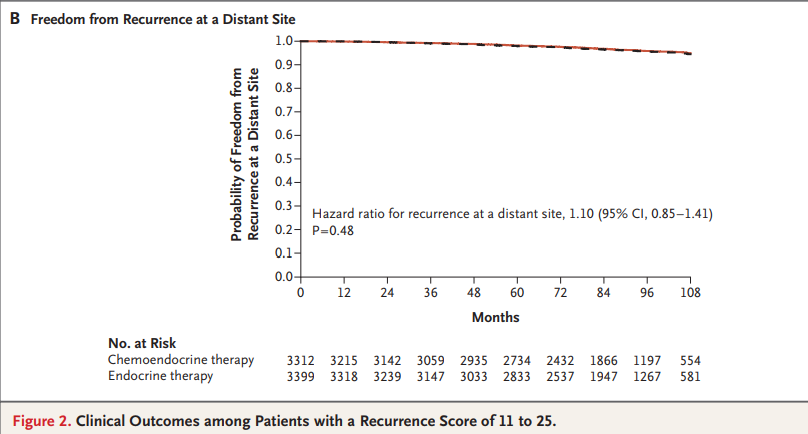 B Freedom from Recurrence at a Distant Site
Probability of Freedom from
Recurrence at a Distant Site
1.0
0.9
0.8
0.7
0.6
0.5
0.4
0.3
0.2
0.1
0.0
Hazard ratio for recurrence at a distant site, 1.10 (95% CI, 0.85–1.41)
P=0.48
0 12 24 36 48 60 72 84 96 108
Months
No. at Risk
Chemoendocrine therapy 3312 3215 3142 3059 2935 2734 2432 1866 1197 554
Endocrine therapy 3399 3318 3239 3147 3033 2833 2537 1947 1267 581
Figure 2. Clinical Outcomes among Patients with a Recurrence Score of 11 to 25.